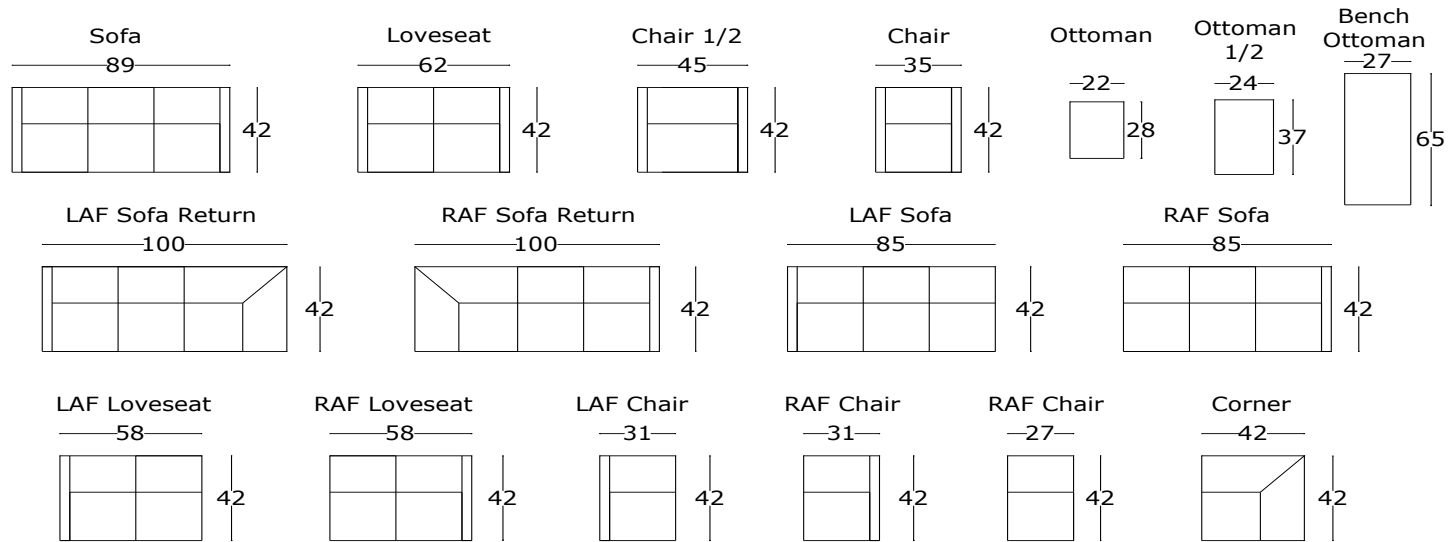 Sofa
89
42
Loveseat
62
42
Chair 1/2
45
42
Chair
35
42
Ottoman
22
28
Ottoman
1/2
24
37
Bench
Ottoman
27
65
LAF Sofa Return
100
42
RAF Sofa Return
100
42
LAF Sofa
85
42
RAF Sofa
85
42
LAF Loveseat
58
42
RAF Loveseat
58
42
LAF Chair
31
42
RAF Chair
31
42
RAF Chair
27
42
Corner
42
42